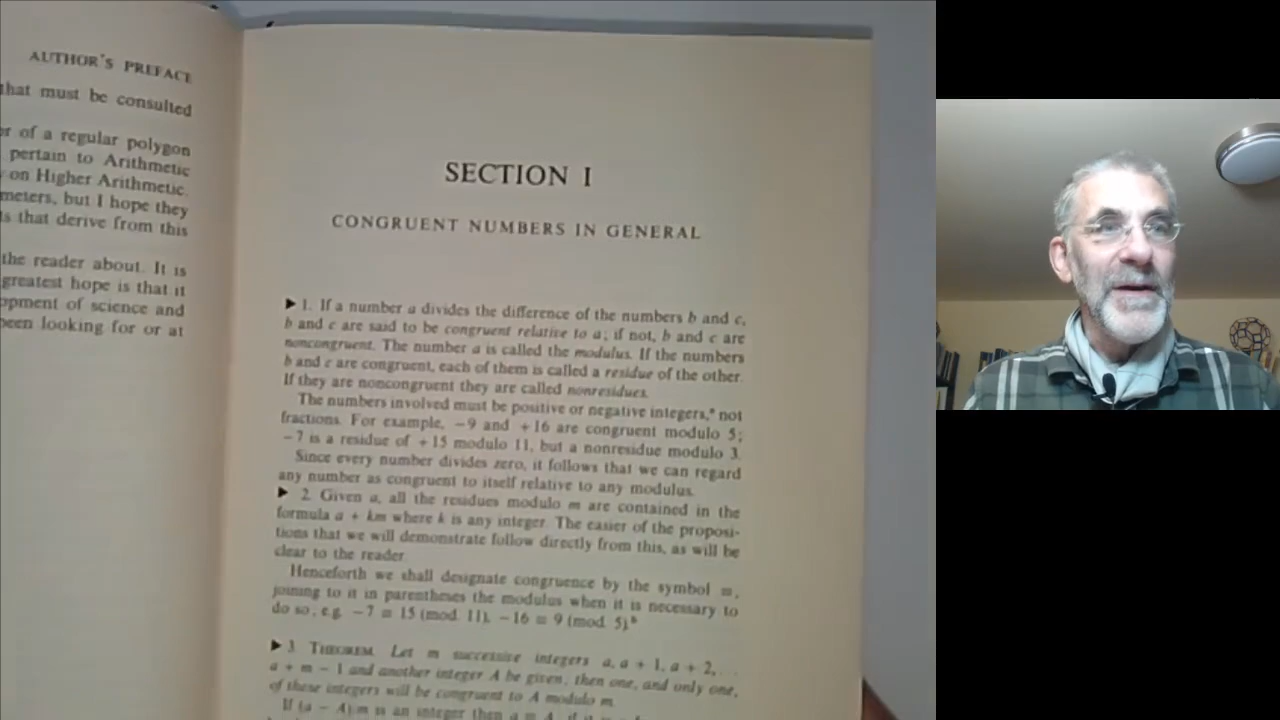 AUTHOR'S PREFACE
that must be consulted
of a regular polygon
pertain to Arithmetic
on Higher Arithmetic.
meters, but I hope they
that derive from this
the reader about. It is
greatest hope is that it
opment of science and
been looking for or at
SECTION I
CONGRUENT NUMBERS IN GENERAL
▶ 1. If a number a divides the difference of the numbers b and c,
b and c are said to be congruent relative to a; if not, b and c are
noncongruent. The number a is called the modulus. If the numbers
b and c are congruent, each of them is called a residue of the other.
If they are noncongruent they are called nonresidues.
The numbers involved must be positive or negative integers,ᵃ not
fractions. For example, −9 and +16 are congruent modulo 5;
−7 is a residue of +15 modulo 11, but a nonresidue modulo 3.
Since every number divides zero, it follows that we can regard
any number as congruent to itself relative to any modulus.
▶ 2. Given a, all the residues modulo m are contained in the
formula a + km where k is any integer. The easier of the proposi-
tions that we will demonstrate follow directly from this, as will be
clear to the reader.
Henceforth we shall designate congruence by the symbol ≡,
joining to it in parentheses the modulus when it is necessary to
do so; e.g. −7 ≡ 15 (mod. 11), −16 ≡ 9 (mod. 5).ᵇ
▶ 3. THEOREM. Let m successive integers a, a + 1, a + 2, . . .
a + m − 1 and another integer A be given; then one, and only one,
of these integers will be congruent to A modulo m.
If (a − A)/m is an integer then a ≡ A; if it